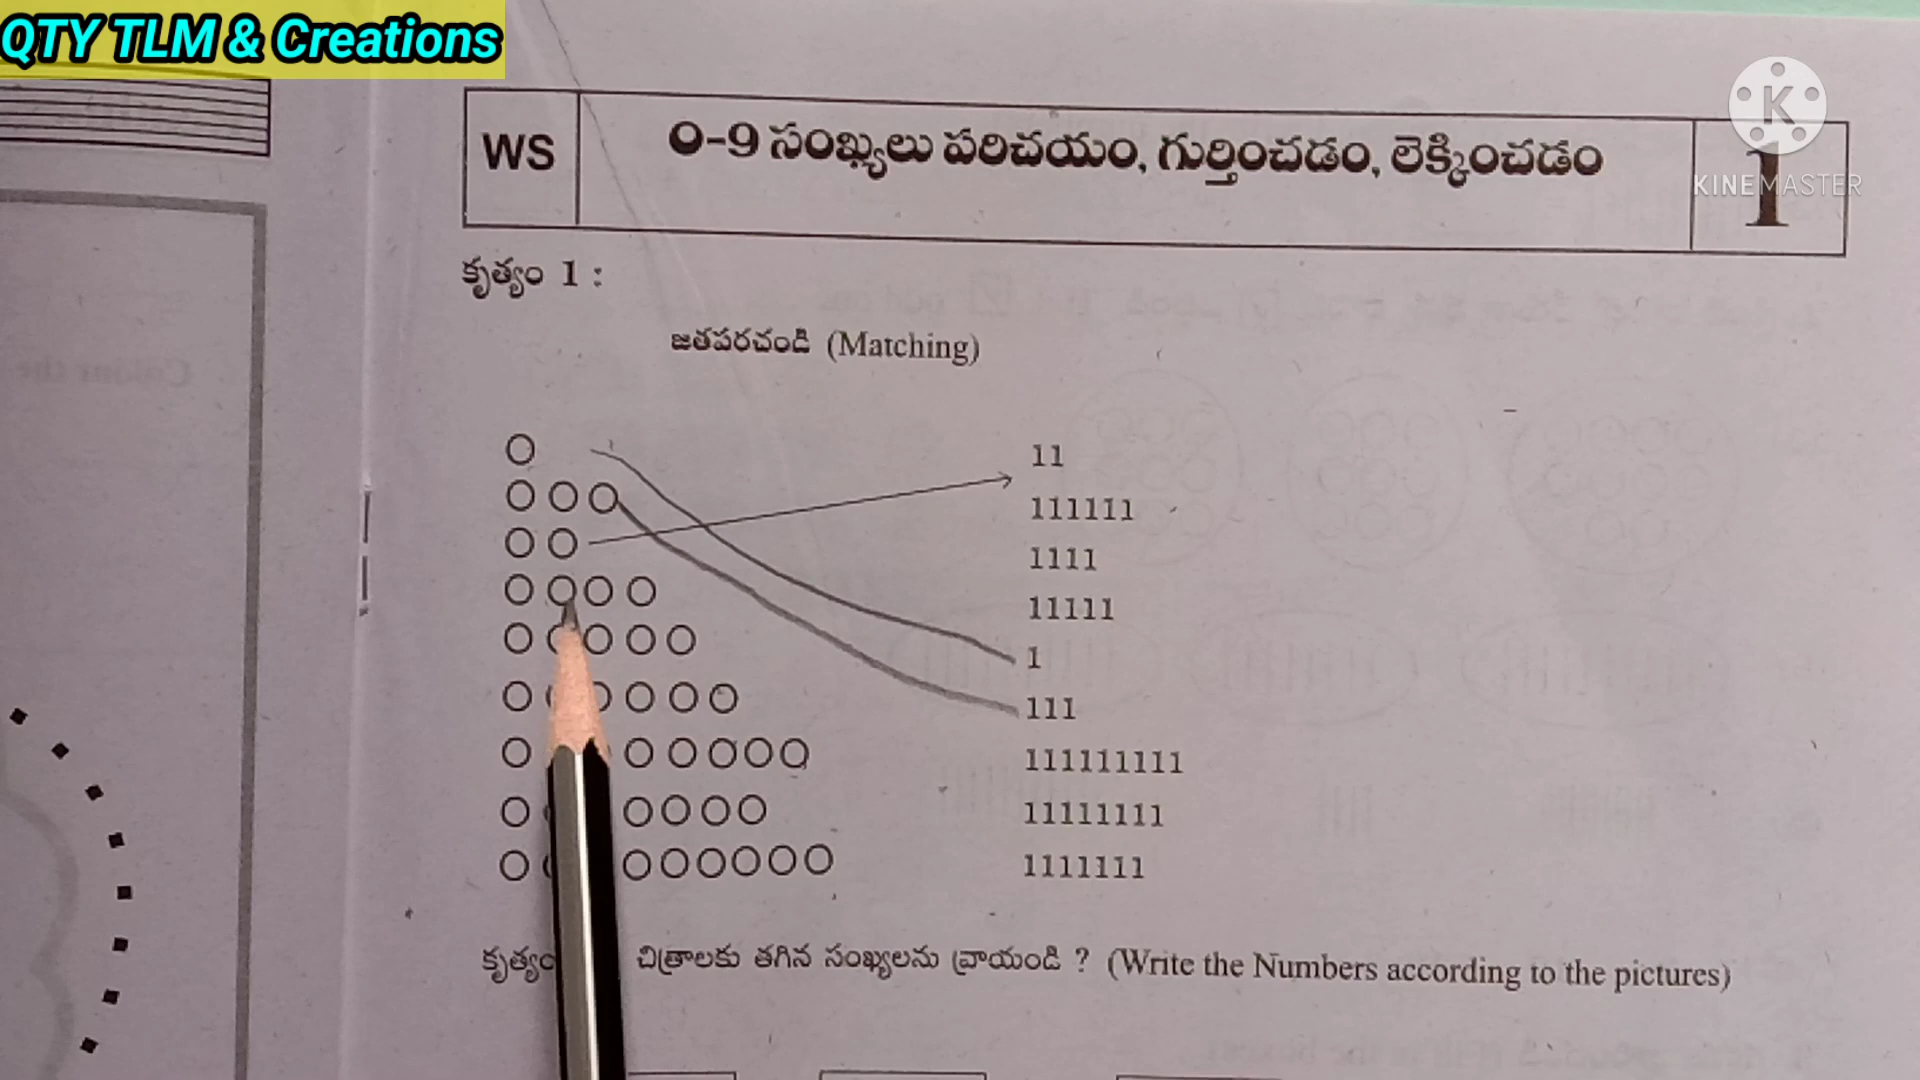 QTY TLM & Creations
K
KINEMASTER
WS
0-9 సంఖ్యలు పరిచయం, గుర్తించడం, లెక్కించడం
1
కృత్యం 1 :
జతపరచండి (Matching)
11
111111
1111
11111
1
111
111111111
11111111
1111111
కృత్యం చిత్రాలకు తగిన సంఖ్యలను వ్రాయండి ? (Write the Numbers according to the pictures)